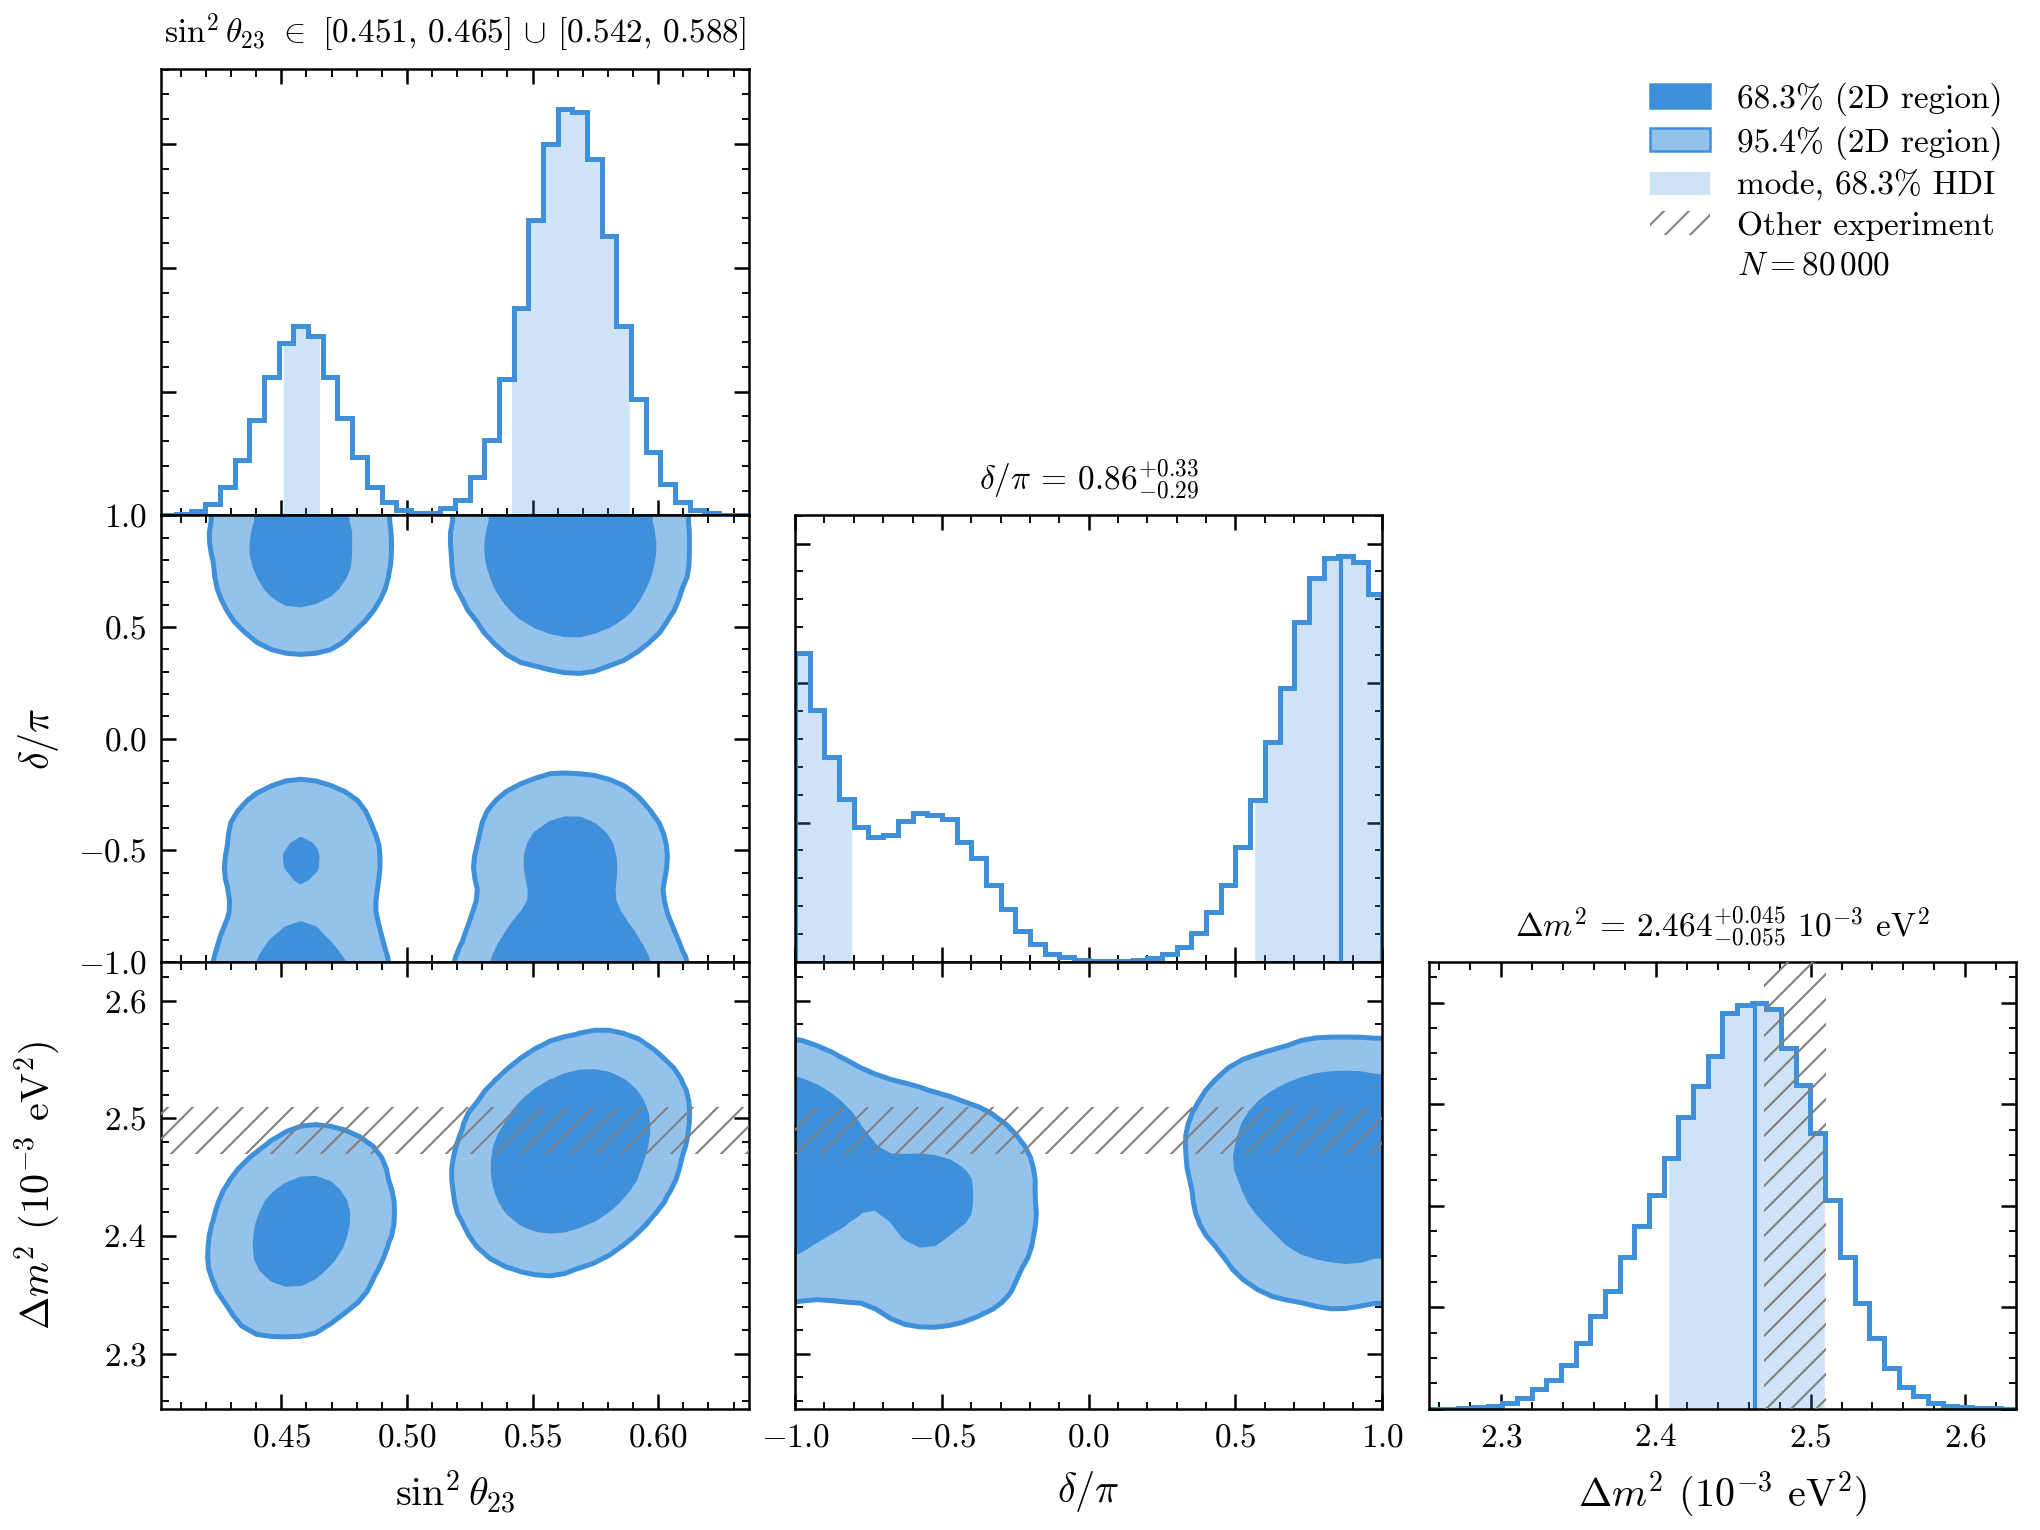 sin² θ₂₃ ∈ [0.451, 0.465] ∪ [0.542, 0.588]
68.3% (2D region)
95.4% (2D region)
mode, 68.3% HDI
Other experiment
N = 80 000
δ/π = 0.86 +0.33 −0.29
1.0
0.5
0.0
−0.5
−1.0
δ/π
Δm² = 2.464 +0.045 −0.055 10⁻³ eV²
2.6
2.5
2.4
2.3
Δm² (10⁻³ eV²)
0.45 0.50 0.55 0.60
sin² θ₂₃
−1.0 −0.5 0.0 0.5 1.0
δ/π
2.3 2.4 2.5 2.6
Δm² (10⁻³ eV²)